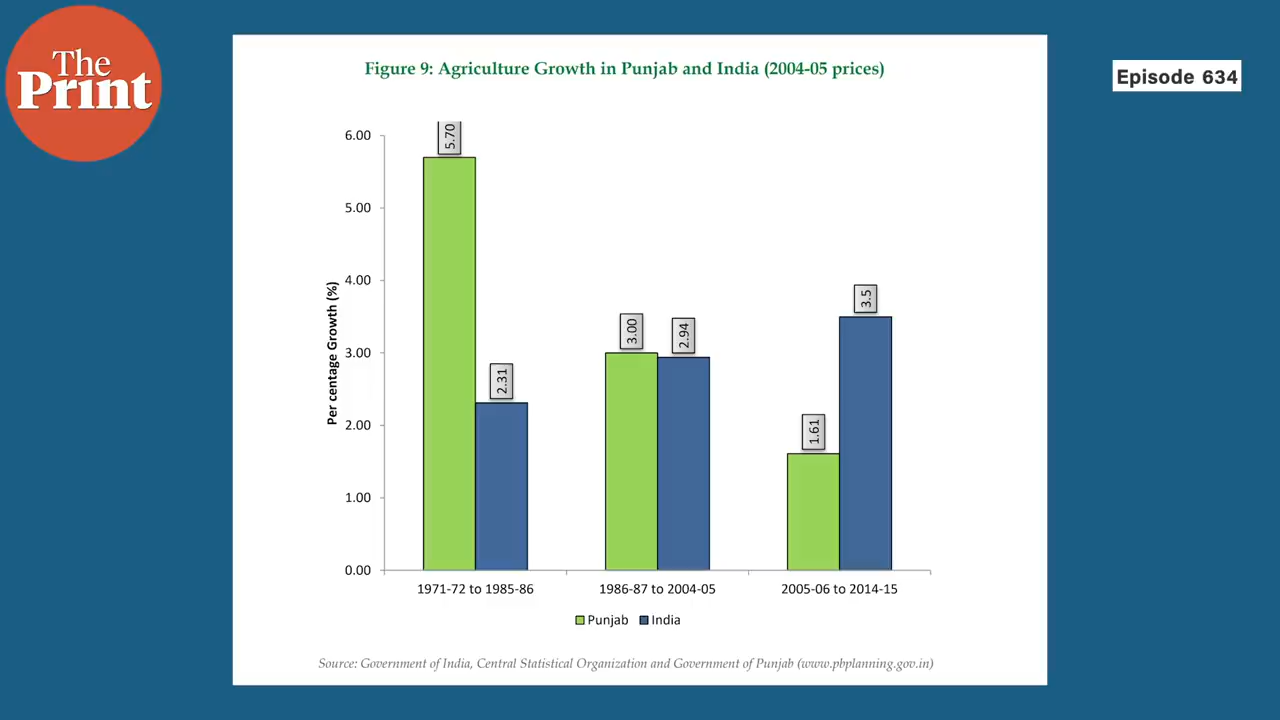 The
Print
Episode 634
Figure 9: Agriculture Growth in Punjab and India (2004-05 prices)
Per centage Growth (%)
6.00
5.00
4.00
3.00
2.00
1.00
0.00
5.70
2.31
3.00
2.94
1.61
3.5
1971-72 to 1985-86
1986-87 to 2004-05
2005-06 to 2014-15
Punjab India
Source: Government of India, Central Statistical Organization and Government of Punjab (www.pbplanning.gov.in)